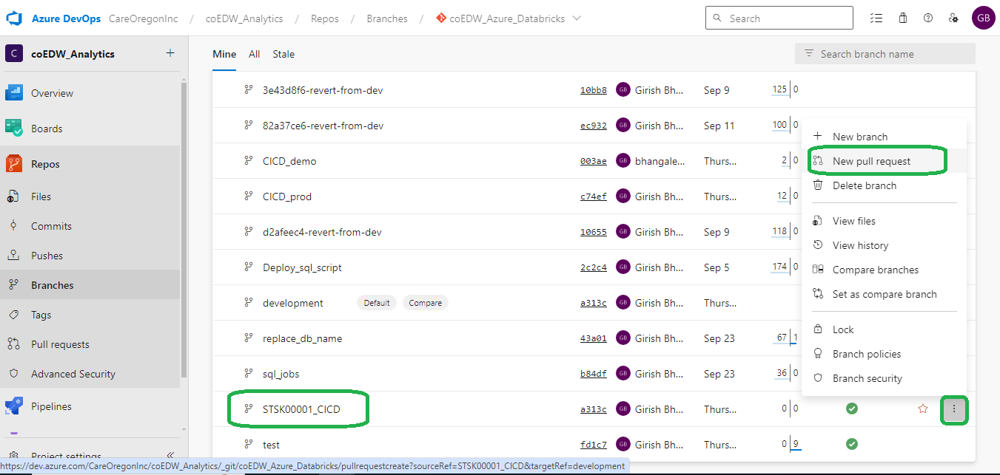 Azure DevOps CareOregonInc / coEDW_Analytics / Repos / Branches / coEDW_Azure_Databricks Search GB
C coEDW_Analytics +
Mine All Stale Search branch name
Overview
Boards
Repos
Files
Commits
Pushes
Branches
Tags
Pull requests
Advanced Security
Pipelines
Project settings
3e43d8f6-revert-from-dev 10bb8 GB Girish Bh... Sep 9 125 0
82a37ce6-revert-from-dev ec932 GB Girish Bh... Sep 11 100 0
CICD_demo 003ae GB bhangale... Thurs... 2 0
CICD_prod c74ef GB Girish Bh... Thurs... 12 0
d2afeec4-revert-from-dev 10655 GB Girish Bh... Sep 9 118 0
Deploy_sql_script 2c2c4 GB Girish Bh... Sep 5 174 0
development Default Compare a313c GB Girish Bh... Thurs...
replace_db_name 43a01 GB Girish Bh... Sep 23 67 1
sql_jobs b84df GB Girish Bh... Sep 23 36 0
STSK00001_CICD a313c GB Girish Bh... Thurs... 0 0
test fd1c7 GB Girish Bh... Thurs... 0 9
New branch
New pull request
Delete branch
View files
View history
Compare branches
Set as compare branch
Lock
Branch policies
Branch security
https://dev.azure.com/CareOregonInc/coEDW_Analytics/_git/coEDW_Azure_Databricks/pullrequestcreate?sourceRef=STSK00001_CICD&targetRef=development